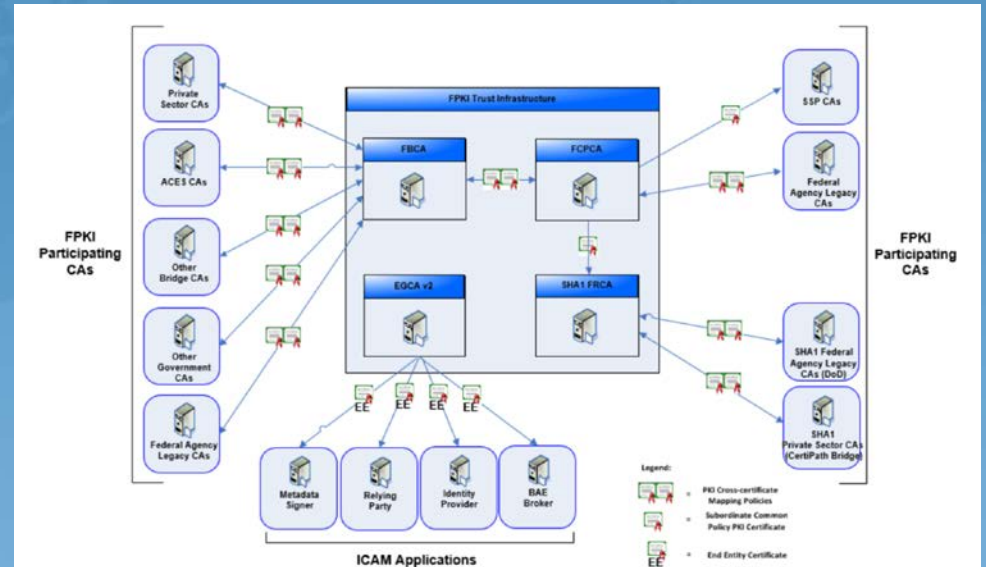 FPKI Trust Infrastructure
FBCA
FCPCA
EGCA v2
SHA1 FRCA
FPKI
Participating
CAs
Private
Sector CAs
ACES CAs
Other
Bridge CAs
Other
Government
CAs
Federal Agency
Legacy CAs
SSP CAs
Federal
Agency Legacy
CAs
SHA1 Federal
Agency Legacy
CAs (DoD)
SHA1
Private Sector CAs
(CertiPath Bridge)
FPKI
Participating
CAs
EE
EE
EE
EE
Metadata
Signer
Relying
Party
Identity
Provider
BAE
Broker
ICAM Applications
Legend:
= PKI Cross-certificate
Mapping Policies
= Subordinate Common
Policy PKI Certificate
EE = End Entity Certificate